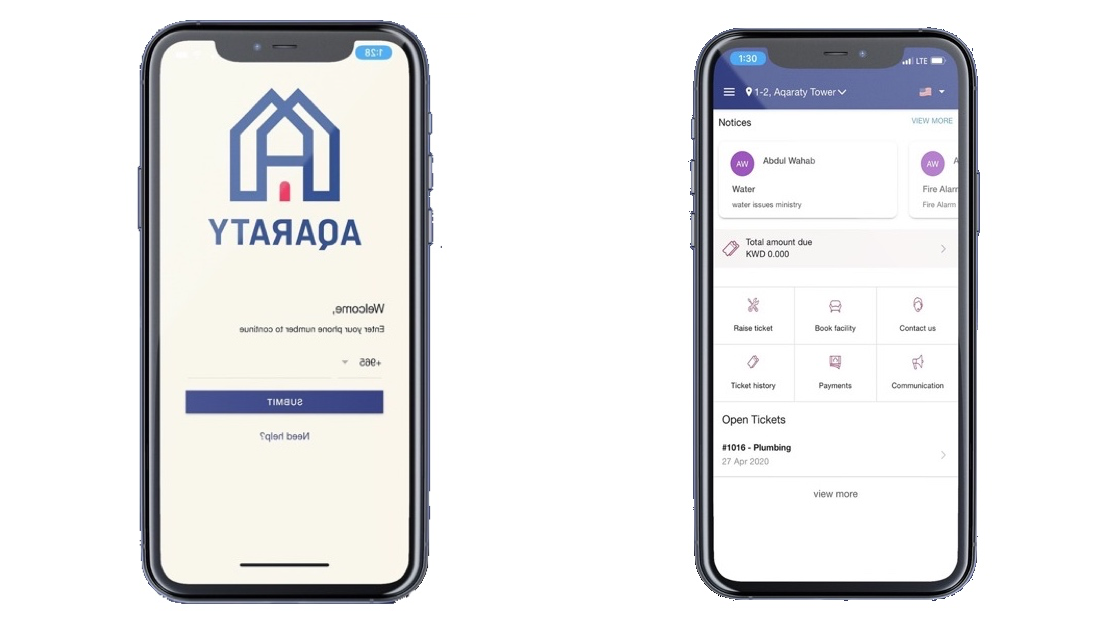 1:28
AQARATY
Welcome,
Enter your phone number to continue
+965
SUBMIT
Need help?
1:30
LTE
1-2, Aqaraty Tower
Notices
VIEW MORE
AW
Abdul Wahab
Water
water issues ministry
AW
A
Fire Alarm
Fire Alarm
Total amount due
KWD 0.000
Raise ticket
Book facility
Contact us
Ticket history
Payments
Communication
Open Tickets
#1016 - Plumbing
27 Apr 2020
view more